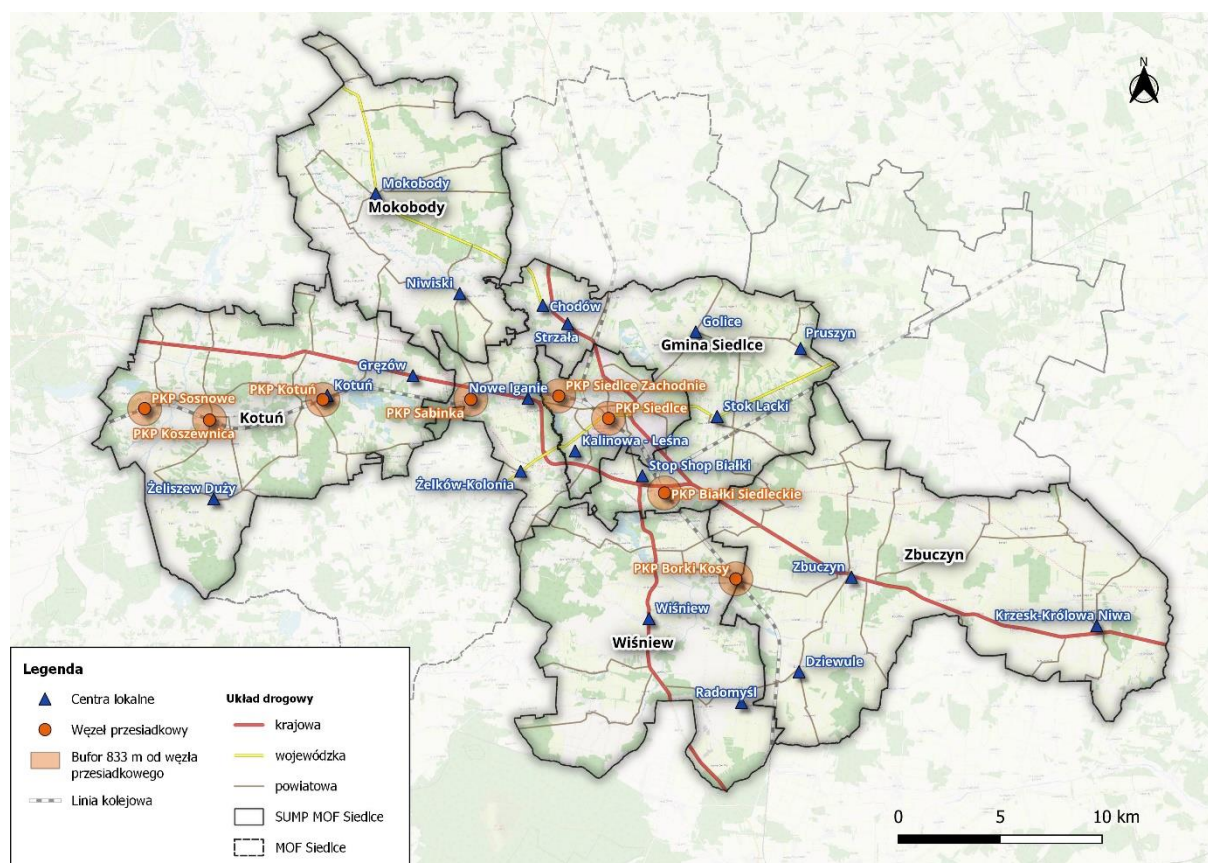 N
Mokobody
Mokobody
Niwiski
Chodów
Strzała
Golice
Gmina Siedlce
Pruszyn
Gręzów
PKP Kotuń
Kotuń
Nowe Iganie
PKP Siedlce Zachodnie
PKP Sosnowe
PKP Sabinka
PKP Siedlce
Kotuń
Stok Lacki
PKP Koszewnica
Kalinowa - Leśna
Żelków-Kolonia
Stop Shop Białki
Żeliszew Duży
PKP Białki Siedleckie
Zbuczyn
PKP Borki Kosy
Zbuczyn
Wiśniew
Krzesk-Królowa Niwa
Wiśniew
Dziewule
Radomyśl
Legenda
Centra lokalne
Węzeł przesiadkowy
Bufor 833 m od węzła
przesiadkowego
Linia kolejowa
Układ drogowy
krajowa
wojewódzka
powiatowa
SUMP MOF Siedlce
MOF Siedlce
0 5 10 km